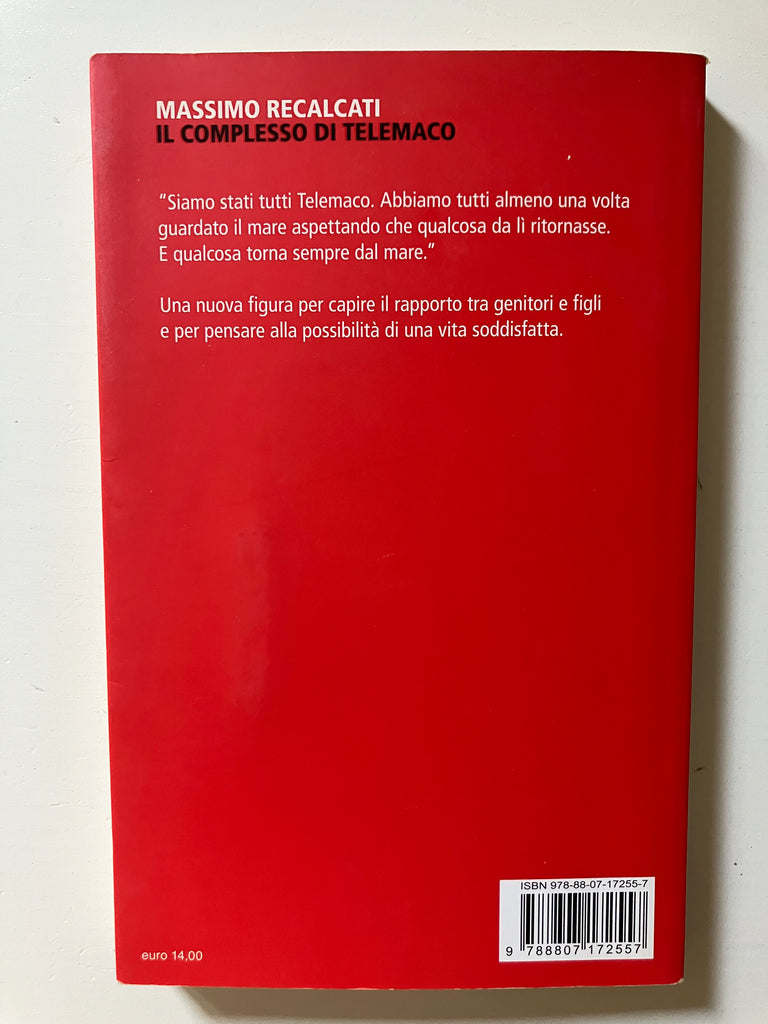 MASSIMO RECALCATI
IL COMPLESSO DI TELEMACO
“Siamo stati tutti Telemaco. Abbiamo tutti almeno una volta
guardato il mare aspettando che qualcosa da lì ritornasse.
E qualcosa torna sempre dal mare.”
Una nuova figura per capire il rapporto tra genitori e figli
e per pensare alla possibilità di una vita soddisfatta.
ISBN 978-88-07-17255-7
9 788807 172557
euro 14,00